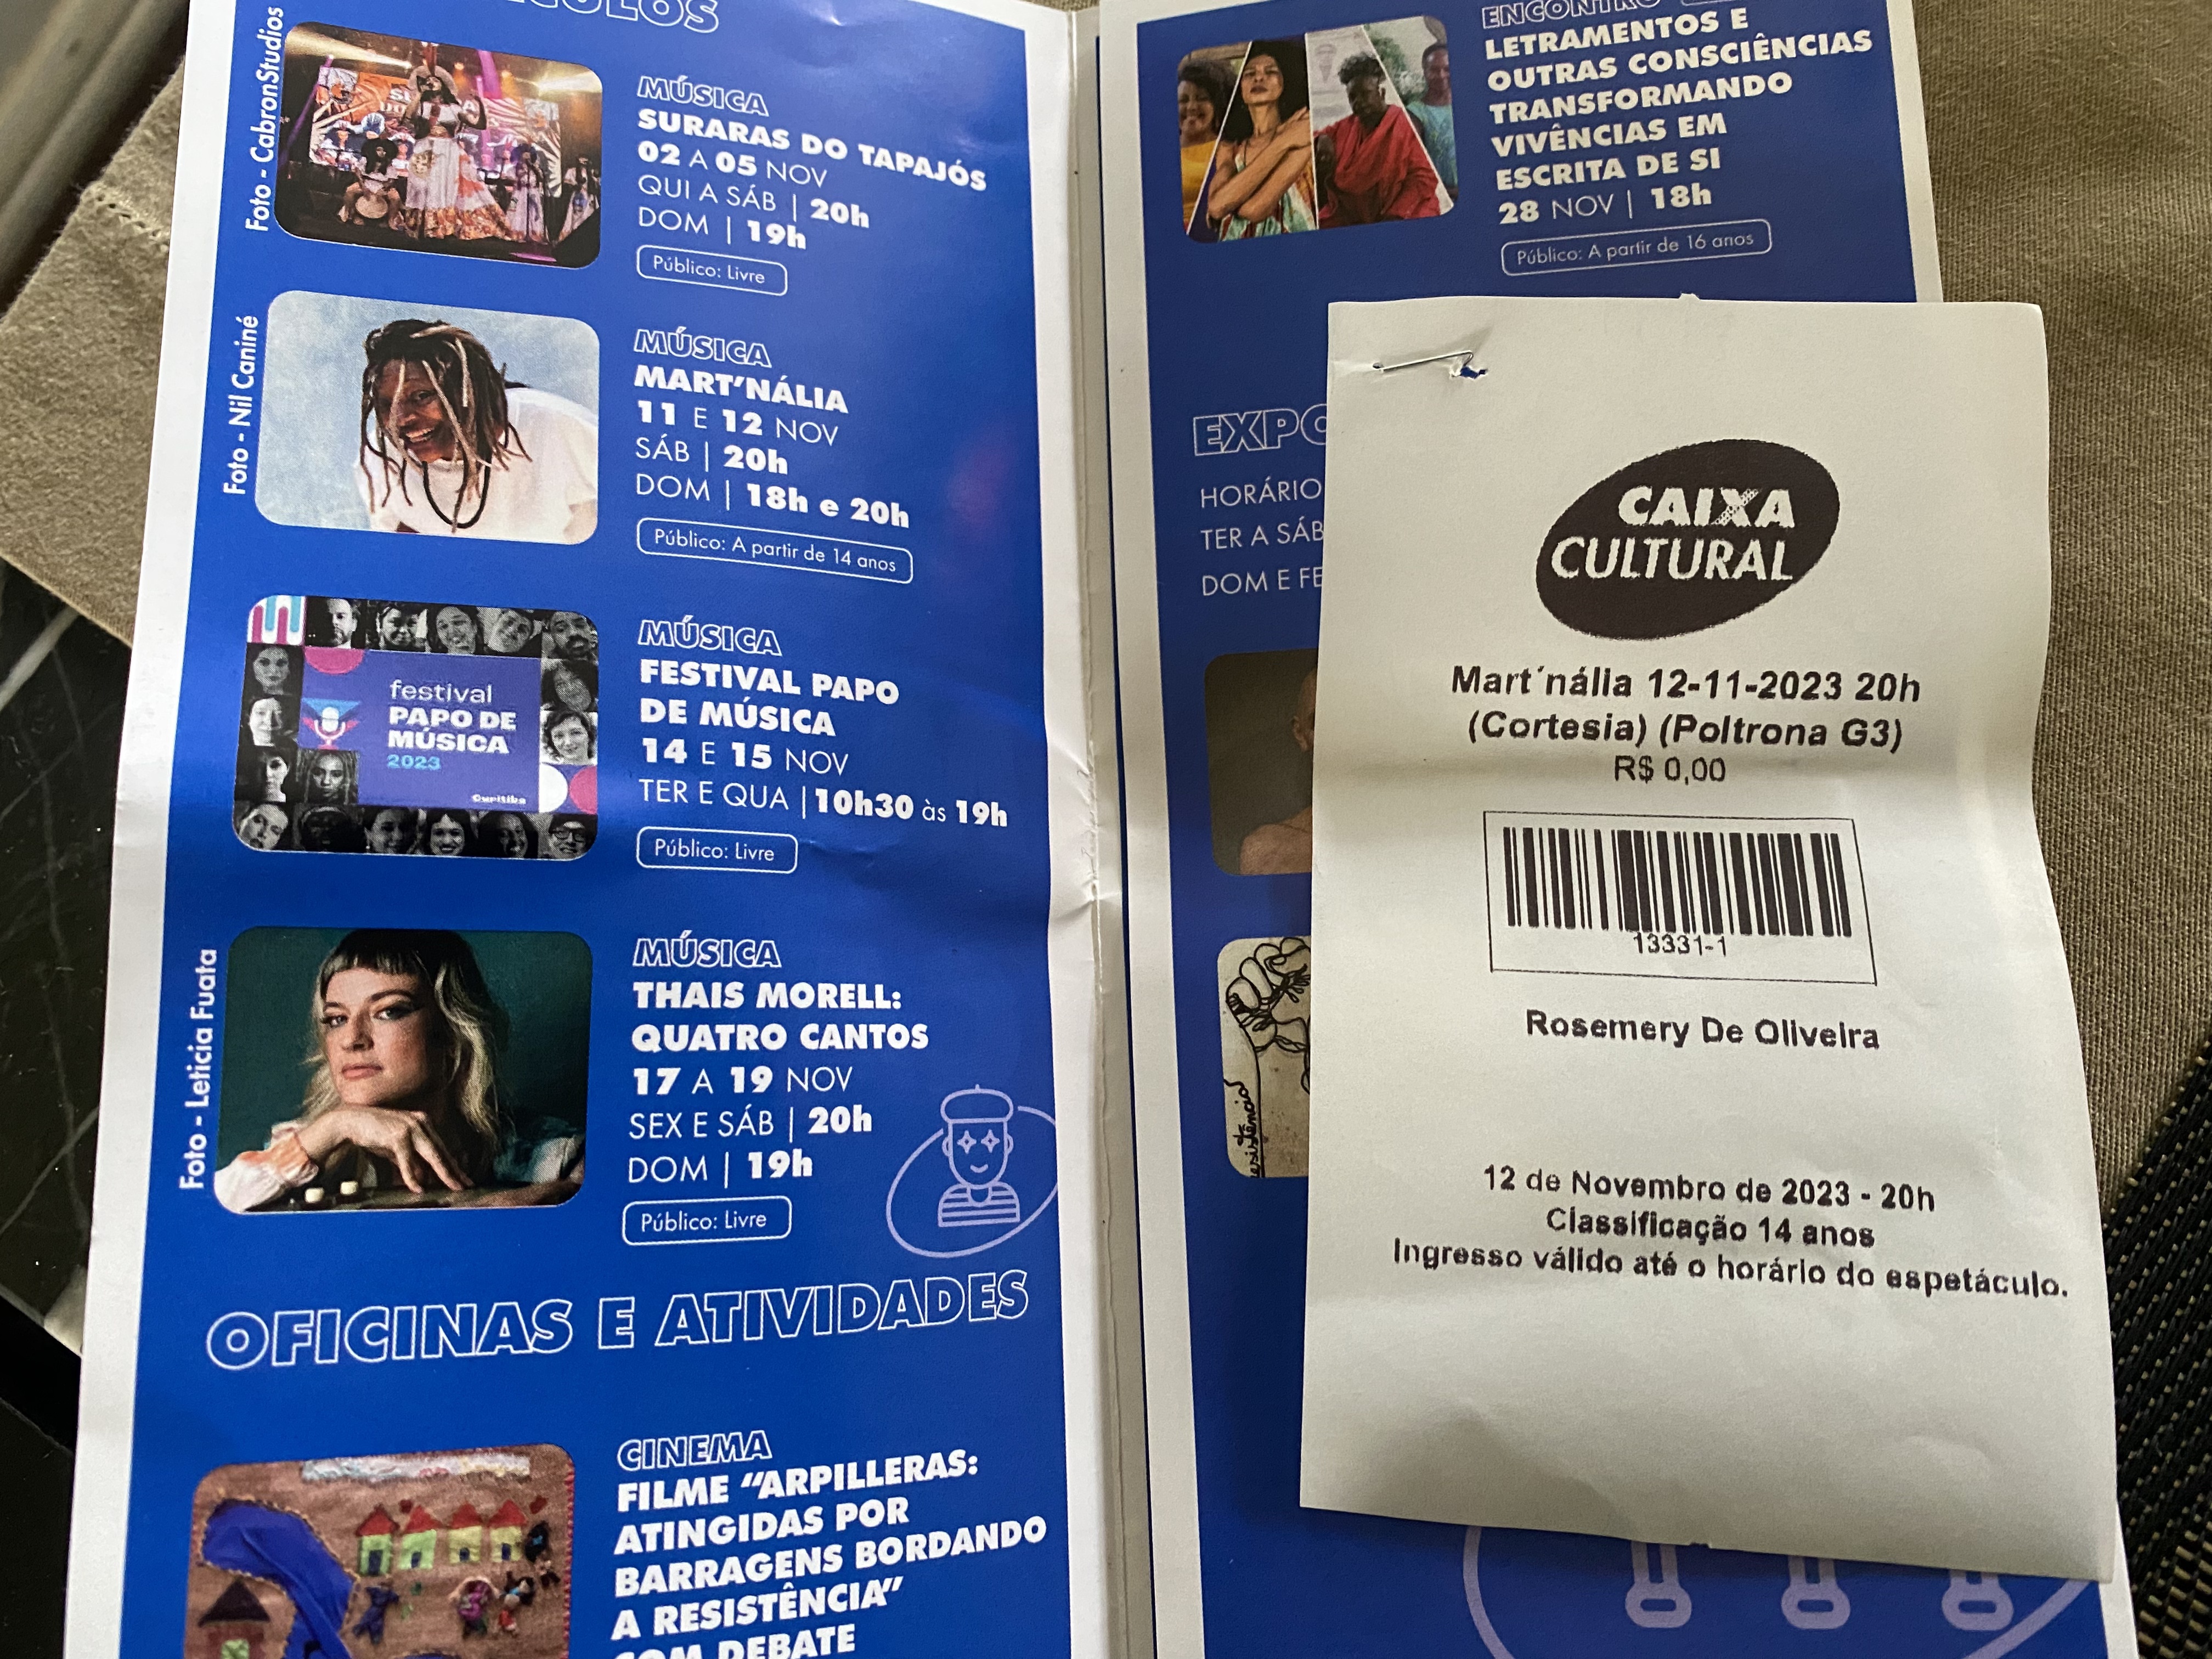 Foto - CabronStudios
MÚSICA
SURARAS DO TAPAJÓS
02 A 05 NOV
QUI A SÁB | 20h
DOM | 19h
Público: Livre
Foto - Nil Caniné
MÚSICA
MART'NÁLIA
11 E 12 NOV
SÁB | 20h
DOM | 18h e 20h
Público: A partir de 14 anos
festival
PAPO DE
MÚSICA
2023
Curitiba
MÚSICA
FESTIVAL PAPO
DE MÚSICA
14 E 15 NOV
TER E QUA | 10h30 às 19h
Público: Livre
Foto - Leticia Fuata
MÚSICA
THAIS MORELL:
QUATRO CANTOS
17 A 19 NOV
SEX E SÁB | 20h
DOM | 19h
Público: Livre
OFICINAS E ATIVIDADES
CINEMA
FILME “ARPILLERAS:
ATINGIDAS POR
BARRAGENS BORDANDO
A RESISTÊNCIA”
COM DEBATE
ENCONTRO
LETRAMENTOS E
OUTRAS CONSCIÊNCIAS
TRANSFORMANDO
VIVÊNCIAS EM
ESCRITA DE SI
28 NOV | 18h
Público: A partir de 16 anos
EXPO
HORÁRIO
TER A SÁB
DOM E FE
CAIXA
CULTURAL
Mart´nália 12-11-2023 20h
(Cortesia) (Poltrona G3)
R$ 0,00
13331-1
Rosemery De Oliveira
12 de Novembro de 2023 - 20h
Classificação 14 anos
Ingresso válido até o horário do espetáculo.